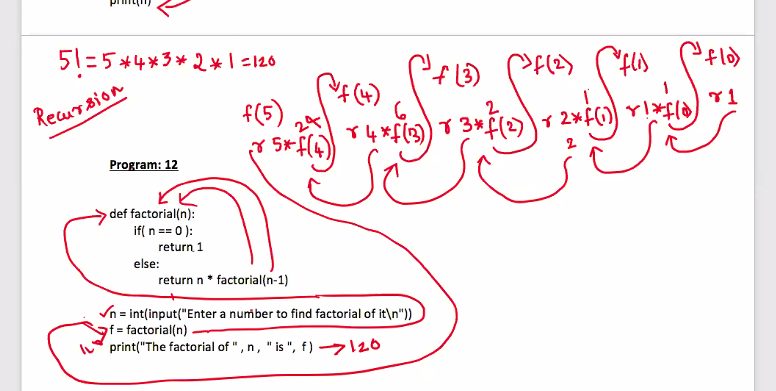 print(n)
5! = 5 * 4 * 3 * 2 * 1 = 120
Recursion
f(5) f(4) f(3) f(2) f(1) f(0)
24 6 2 1 1
r 5*f(4) r 4*f(3) r 3*f(2) r 2*f(1) r 1*f(0) r 1
2
Program: 12
def factorial(n):
if( n == 0 ):
return 1
else:
return n * factorial(n-1)
n = int(input("Enter a number to find factorial of it\n"))
f = factorial(n)
print("The factorial of " , n , " is ", f) → 120